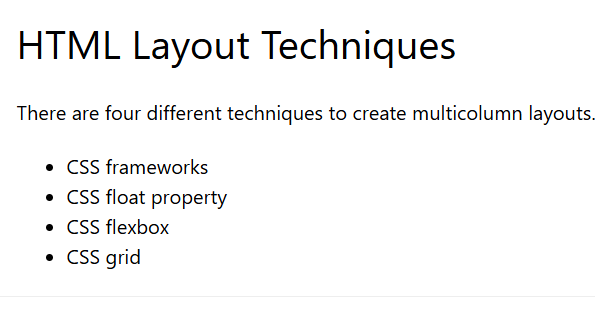 HTML Layout Techniques
There are four different techniques to create multicolumn layouts.
CSS frameworks
CSS float property
CSS flexbox
CSS grid